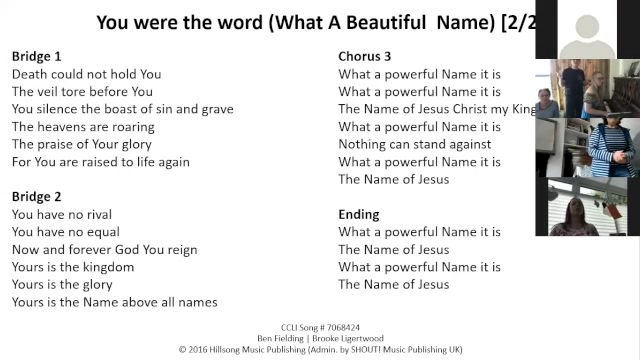 You were the word (What A Beautiful  Name) [2/2
Bridge 1
Death could not hold You
The veil tore before You
You silence the boast of sin and grave
The heavens are roaring
The praise of Your glory
For You are raised to life again
Bridge 2
You have no rival
You have no equal
Now and forever God You reign
Yours is the kingdom
Yours is the glory
Yours is the Name above all names
Chorus 3
What a powerful Name it is
What a powerful Name it is
The Name of Jesus Christ my King
What a powerful Name it is
Nothing can stand against
What a powerful Name it is
The Name of Jesus
Ending
What a powerful Name it is
The Name of Jesus
What a powerful Name it is
The Name of Jesus
CCLI Song # 7068424
Ben Fielding | Brooke Ligertwood
© 2016 Hillsong Music Publishing (Admin. by SHOUT! Music Publishing UK)